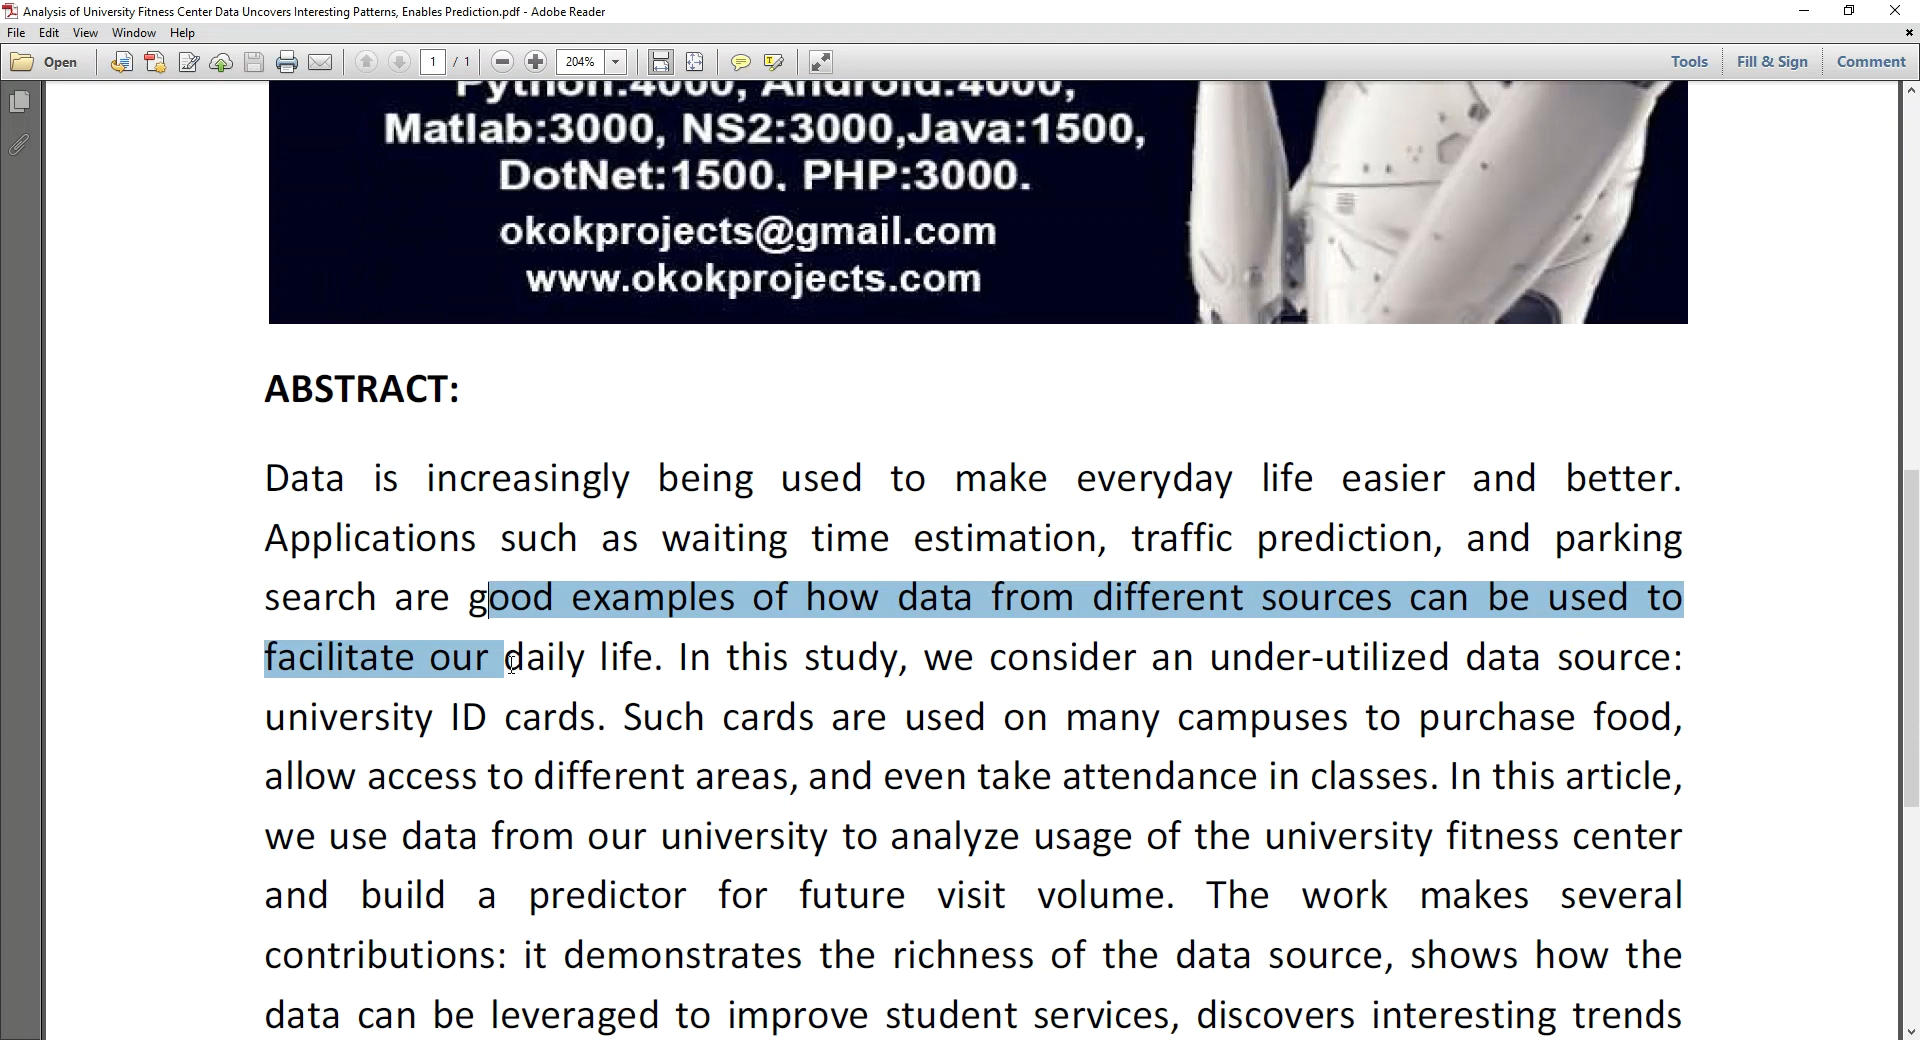 Analysis of University Fitness Center Data Uncovers Interesting Patterns, Enables Prediction.pdf - Adobe Reader
File Edit View Window Help
Open 1 / 1 204% Tools Fill & Sign Comment
Python:4000, Android:4000,
Matlab:3000, NS2:3000,Java:1500,
DotNet:1500. PHP:3000.
okokprojects@gmail.com
www.okokprojects.com
ABSTRACT:
Data is increasingly being used to make everyday life easier and better.
Applications such as waiting time estimation, traffic prediction, and parking
search are good examples of how data from different sources can be used to
facilitate our daily life. In this study, we consider an under-utilized data source:
university ID cards. Such cards are used on many campuses to purchase food,
allow access to different areas, and even take attendance in classes. In this article,
we use data from our university to analyze usage of the university fitness center
and build a predictor for future visit volume. The work makes several
contributions: it demonstrates the richness of the data source, shows how the
data can be leveraged to improve student services, discovers interesting trends